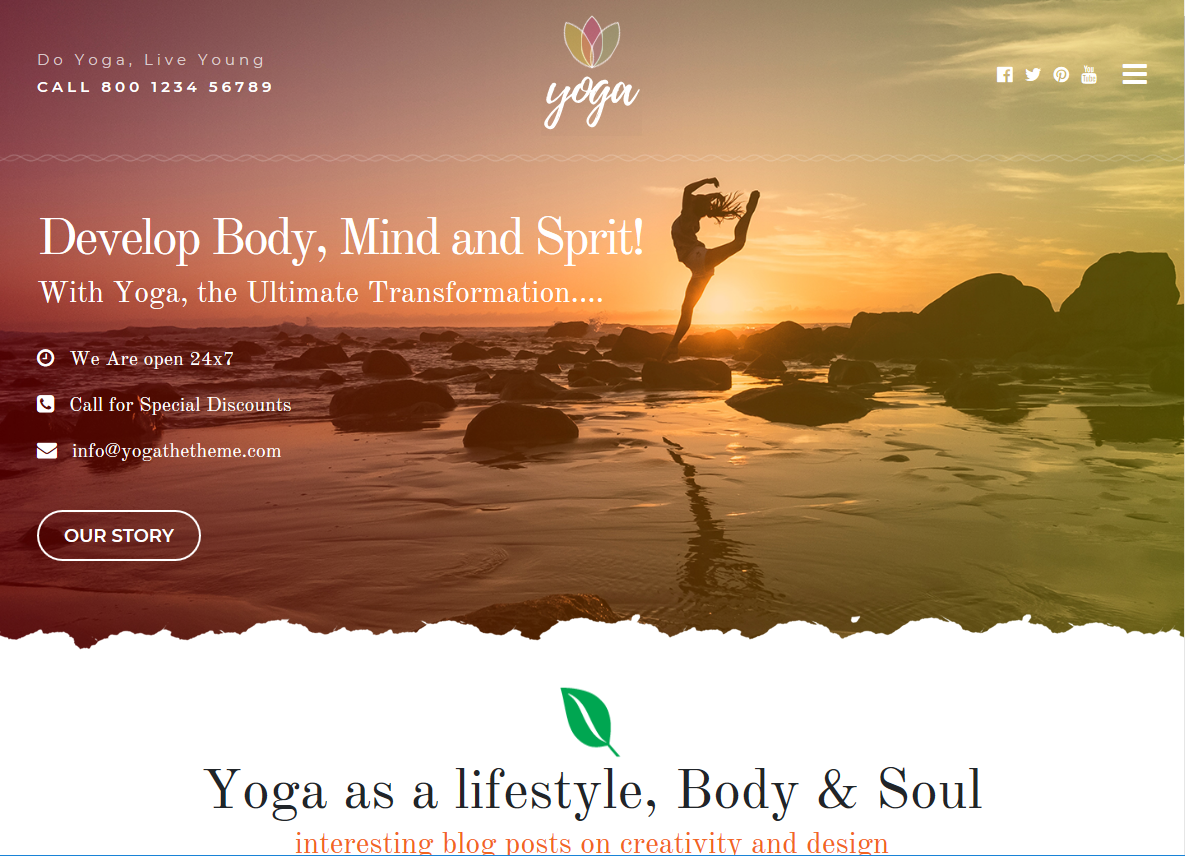 Do Yoga, Live Young
CALL 800 1234 56789
yoga
You
Tube
Develop Body, Mind and Sprit!
With Yoga, the Ultimate Transformation....
We Are open 24x7
Call for Special Discounts
info@yogathetheme.com
OUR STORY
Yoga as a lifestyle, Body & Soul
interesting blog posts on creativity and design